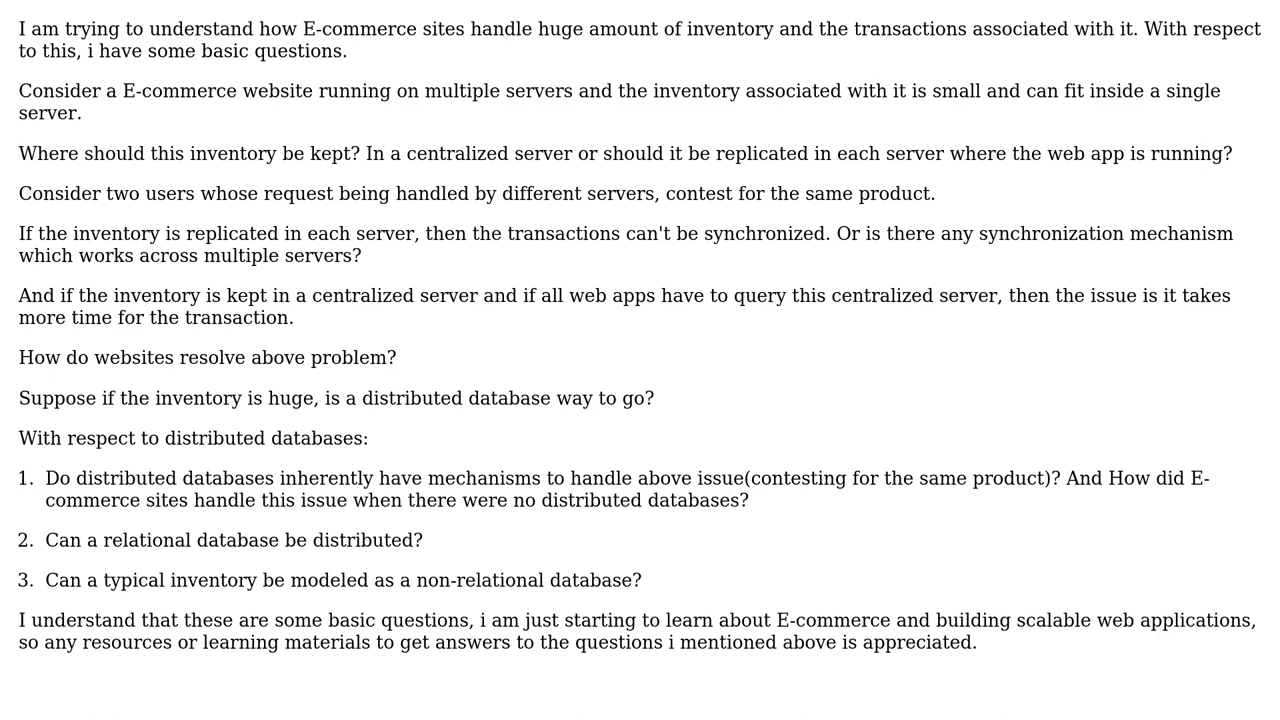 I am trying to understand how E-commerce sites handle huge amount of inventory and the transactions associated with it. With respect
to this, i have some basic questions.
Consider a E-commerce website running on multiple servers and the inventory associated with it is small and can fit inside a single
server.
Where should this inventory be kept? In a centralized server or should it be replicated in each server where the web app is running?
Consider two users whose request being handled by different servers, contest for the same product.
If the inventory is replicated in each server, then the transactions can't be synchronized. Or is there any synchronization mechanism
which works across multiple servers?
And if the inventory is kept in a centralized server and if all web apps have to query this centralized server, then the issue is it takes
more time for the transaction.
How do websites resolve above problem?
Suppose if the inventory is huge, is a distributed database way to go?
With respect to distributed databases:
1. Do distributed databases inherently have mechanisms to handle above issue(contesting for the same product)? And How did E-
commerce sites handle this issue when there were no distributed databases?
2. Can a relational database be distributed?
3. Can a typical inventory be modeled as a non-relational database?
I understand that these are some basic questions, i am just starting to learn about E-commerce and building scalable web applications,
so any resources or learning materials to get answers to the questions i mentioned above is appreciated.